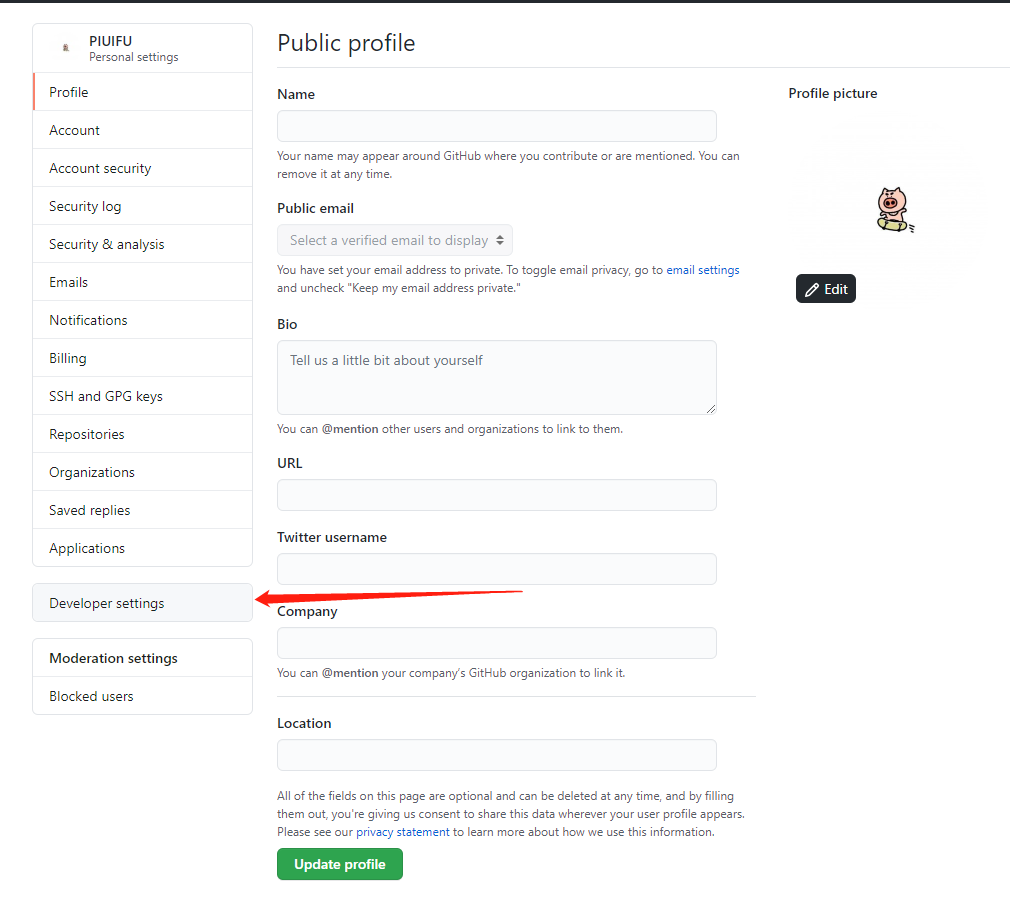 PIUIFU
Personal settings
Profile
Account
Account security
Security log
Security & analysis
Emails
Notifications
Billing
SSH and GPG keys
Repositories
Organizations
Saved replies
Applications
Developer settings
Moderation settings
Blocked users
Public profile
Name
Your name may appear around GitHub where you contribute or are mentioned. You can
remove it at any time.
Public email
Select a verified email to display
You have set your email address to private. To toggle email privacy, go to email settings
and uncheck "Keep my email address private."
Bio
Tell us a little bit about yourself
You can @mention other users and organizations to link to them.
URL
Twitter username
Company
You can @mention your company's GitHub organization to link it.
Location
All of the fields on this page are optional and can be deleted at any time, and by filling
them out, you're giving us consent to share this data wherever your user profile appears.
Please see our privacy statement to learn more about how we use this information.
Update profile
Profile picture
Edit